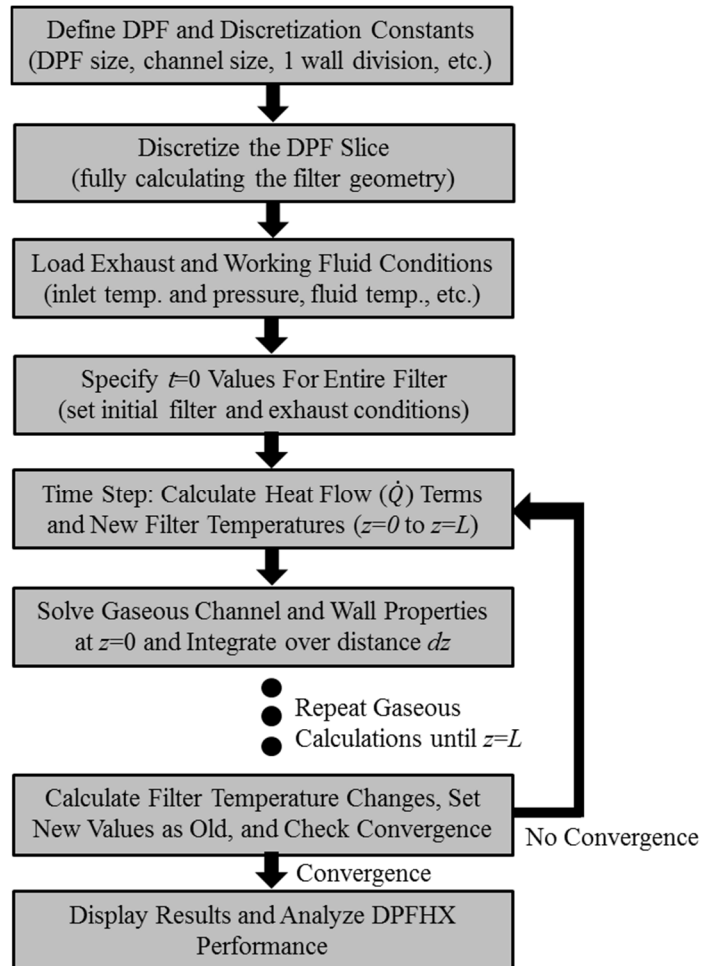 Define DPF and Discretization Constants
(DPF size, channel size, 1 wall division, etc.)
Discretize the DPF Slice
(fully calculating the filter geometry)
Load Exhaust and Working Fluid Conditions
(inlet temp. and pressure, fluid temp., etc.)
Specify t=0 Values For Entire Filter
(set initial filter and exhaust conditions)
Time Step: Calculate Heat Flow (Q̇) Terms
and New Filter Temperatures (z=0 to z=L)
Solve Gaseous Channel and Wall Properties
at z=0 and Integrate over distance dz
Repeat Gaseous
Calculations until z=L
Calculate Filter Temperature Changes, Set
New Values as Old, and Check Convergence
No Convergence
Convergence
Display Results and Analyze DPFHX
Performance